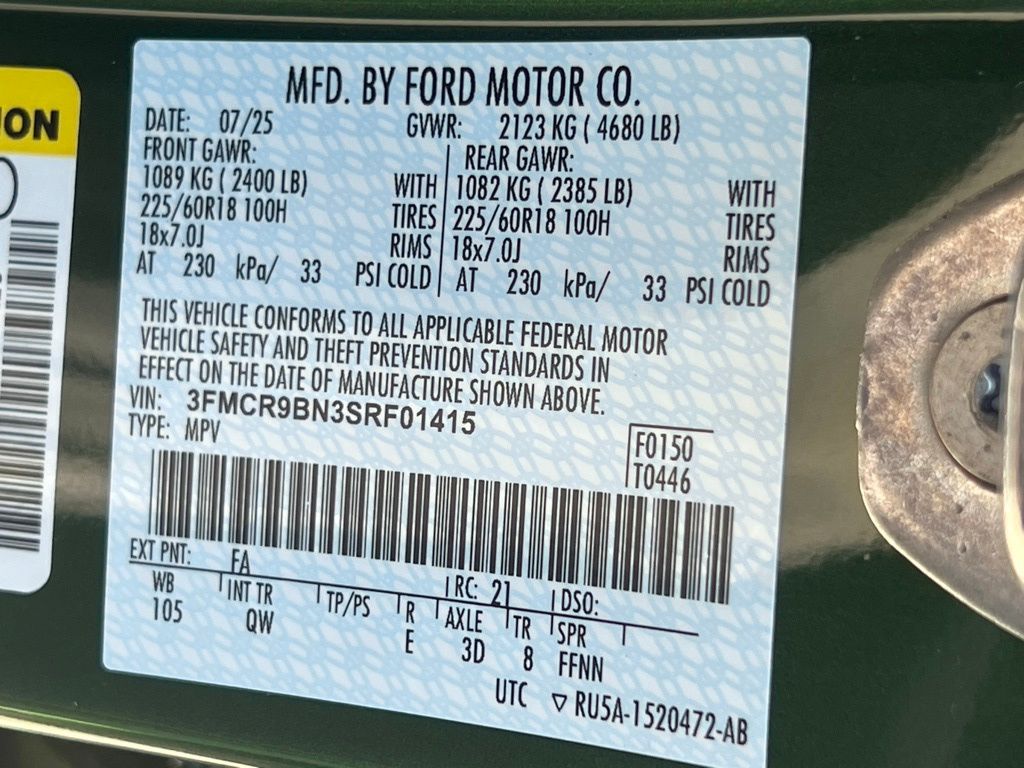 ION
MFD. BY FORD MOTOR CO.
DATE: 07/25 GVWR: 2123 KG ( 4680 LB)
FRONT GAWR: REAR GAWR:
1089 KG ( 2400 LB) WITH 1082 KG ( 2385 LB) WITH
225/60R18 100H TIRES 225/60R18 100H TIRES
18x7.0J RIMS 18x7.0J RIMS
AT 230 kPa/ 33 PSI COLD AT 230 kPa/ 33 PSI COLD
THIS VEHICLE CONFORMS TO ALL APPLICABLE FEDERAL MOTOR
VEHICLE SAFETY AND THEFT PREVENTION STANDARDS IN
EFFECT ON THE DATE OF MANUFACTURE SHOWN ABOVE.
VIN: 3FMCR9BN3SRF01415
TYPE: MPV
F0150
T0446
EXT PNT: FA RC: 21 DSO:
WB INT TR TP/PS R AXLE TR SPR
105 QW E 3D 8 FFNN
UTC ▽ RU5A-1520472-AB